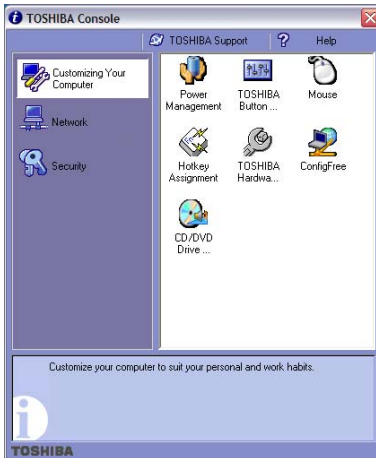 TOSHIBA Console
TOSHIBA Support
?
Help
Customizing Your
Computer
Network
Security
Power
Management
TOSHIBA
Button ...
Mouse
Hotkey
Assignment
TOSHIBA
Hardwa...
ConfigFree
CD/DVD
Drive ...
Customize your computer to suit your personal and work habits.
i
TOSHIBA